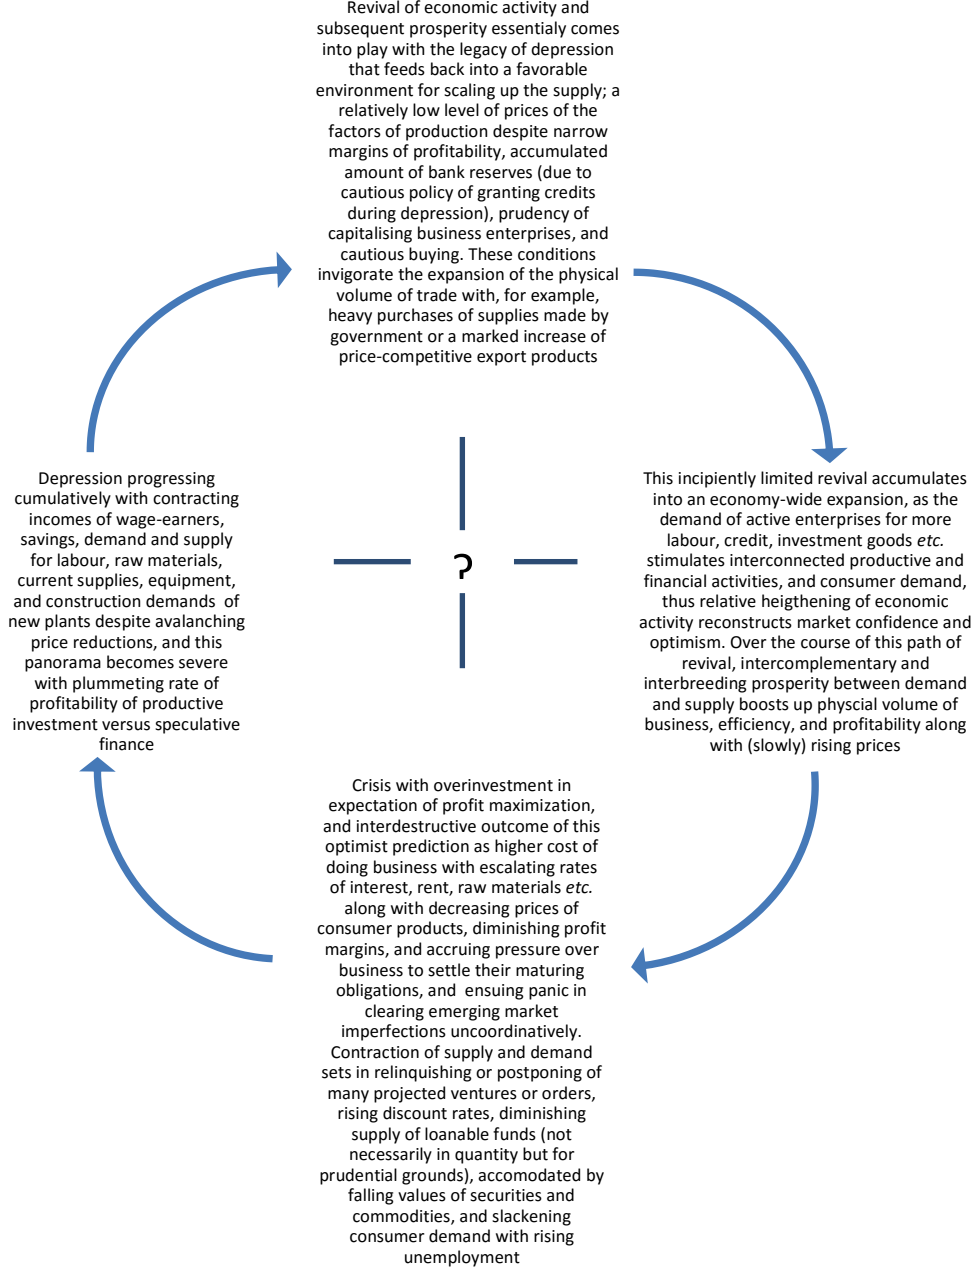 Revival of economic activity and
subsequent prosperity essentialy comes
into play with the legacy of depression
that feeds back into a favorable
environment for scaling up the supply; a
relatively low level of prices of the
factors of production despite narrow
margins of profitability, accumulated
amount of bank reserves (due to
cautious policy of granting credits
during depression), prudency of
capitalising business enterprises, and
cautious buying. These conditions
invigorate the expansion of the physical
volume of trade with, for example,
heavy purchases of supplies made by
government or a marked increase of
price-competitive export products
This incipiently limited revival accumulates
into an economy-wide expansion, as the
demand of active enterprises for more
labour, credit, investment goods etc.
stimulates interconnected productive and
financial activities, and consumer demand,
thus relative heigthening of economic
activity reconstructs market confidence and
optimism. Over the course of this path of
revival, intercomplementary and
interbreeding prosperity between demand
and supply boosts up physcial volume of
business, efficiency, and profitability along
with (slowly) rising prices
Crisis with overinvestment in
expectation of profit maximization,
and interdestructive outcome of this
optimist prediction as higher cost of
doing business with escalating rates
of interest, rent, raw materials etc.
along with decreasing prices of
consumer products, diminishing profit
margins, and accruing pressure over
business to settle their maturing
obligations, and ensuing panic in
clearing emerging market
imperfections uncoordinatively.
Contraction of supply and demand
sets in relinquishing or postponing of
many projected ventures or orders,
rising discount rates, diminishing
supply of loanable funds (not
necessarily in quantity but for
prudential grounds), accomodated by
falling values of securities and
commodities, and slackening
consumer demand with rising
unemployment
Depression progressing
cumulatively with contracting
incomes of wage-earners,
savings, demand and supply
for labour, raw materials,
current supplies, equipment,
and construction demands of
new plants despite avalanching
price reductions, and this
panorama becomes severe
with plummeting rate of
profitability of productive
investment versus speculative
finance
?